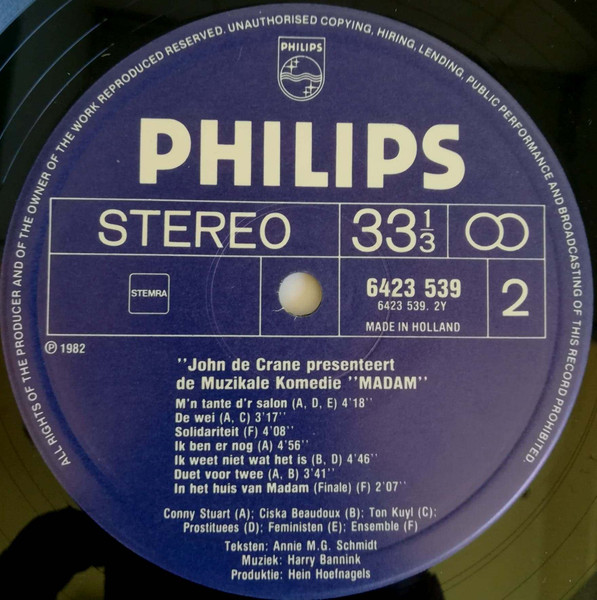 ALL RIGHTS OF THE PRODUCER AND OF THE OWNER OF THE WORK REPRODUCED RESERVED. UNAUTHORISED COPYING, HIRING, LENDING, PUBLIC PERFORMANCE AND BROADCASTING OF THIS RECORD PROHIBITED.
PHILIPS
PHILIPS
STEREO
33 1/3
STEMRA
6423 539
6423 539. 2Y
MADE IN HOLLAND
2
℗ 1982
''John de Crane presenteert
de Muzikale Komedie ''MADAM''
M'n tante d'r salon (A, D, E) 4'18''
De wei (A, C) 3'17''
Solidariteit (F) 4'08''
Ik ben er nog (A) 4'56''
Ik weet niet wat het is (B, D) 4'46''
Duet voor twee (A, B) 3'41''
In het huis van Madam (Finale) (F) 2'07''
Conny Stuart (A); Ciska Beaudoux (B); Ton Kuyl (C);
Prostituees (D); Feministen (E); Ensemble (F)
Teksten: Annie M.G. Schmidt
Muziek: Harry Bannink
Produktie: Hein Hoefnagels